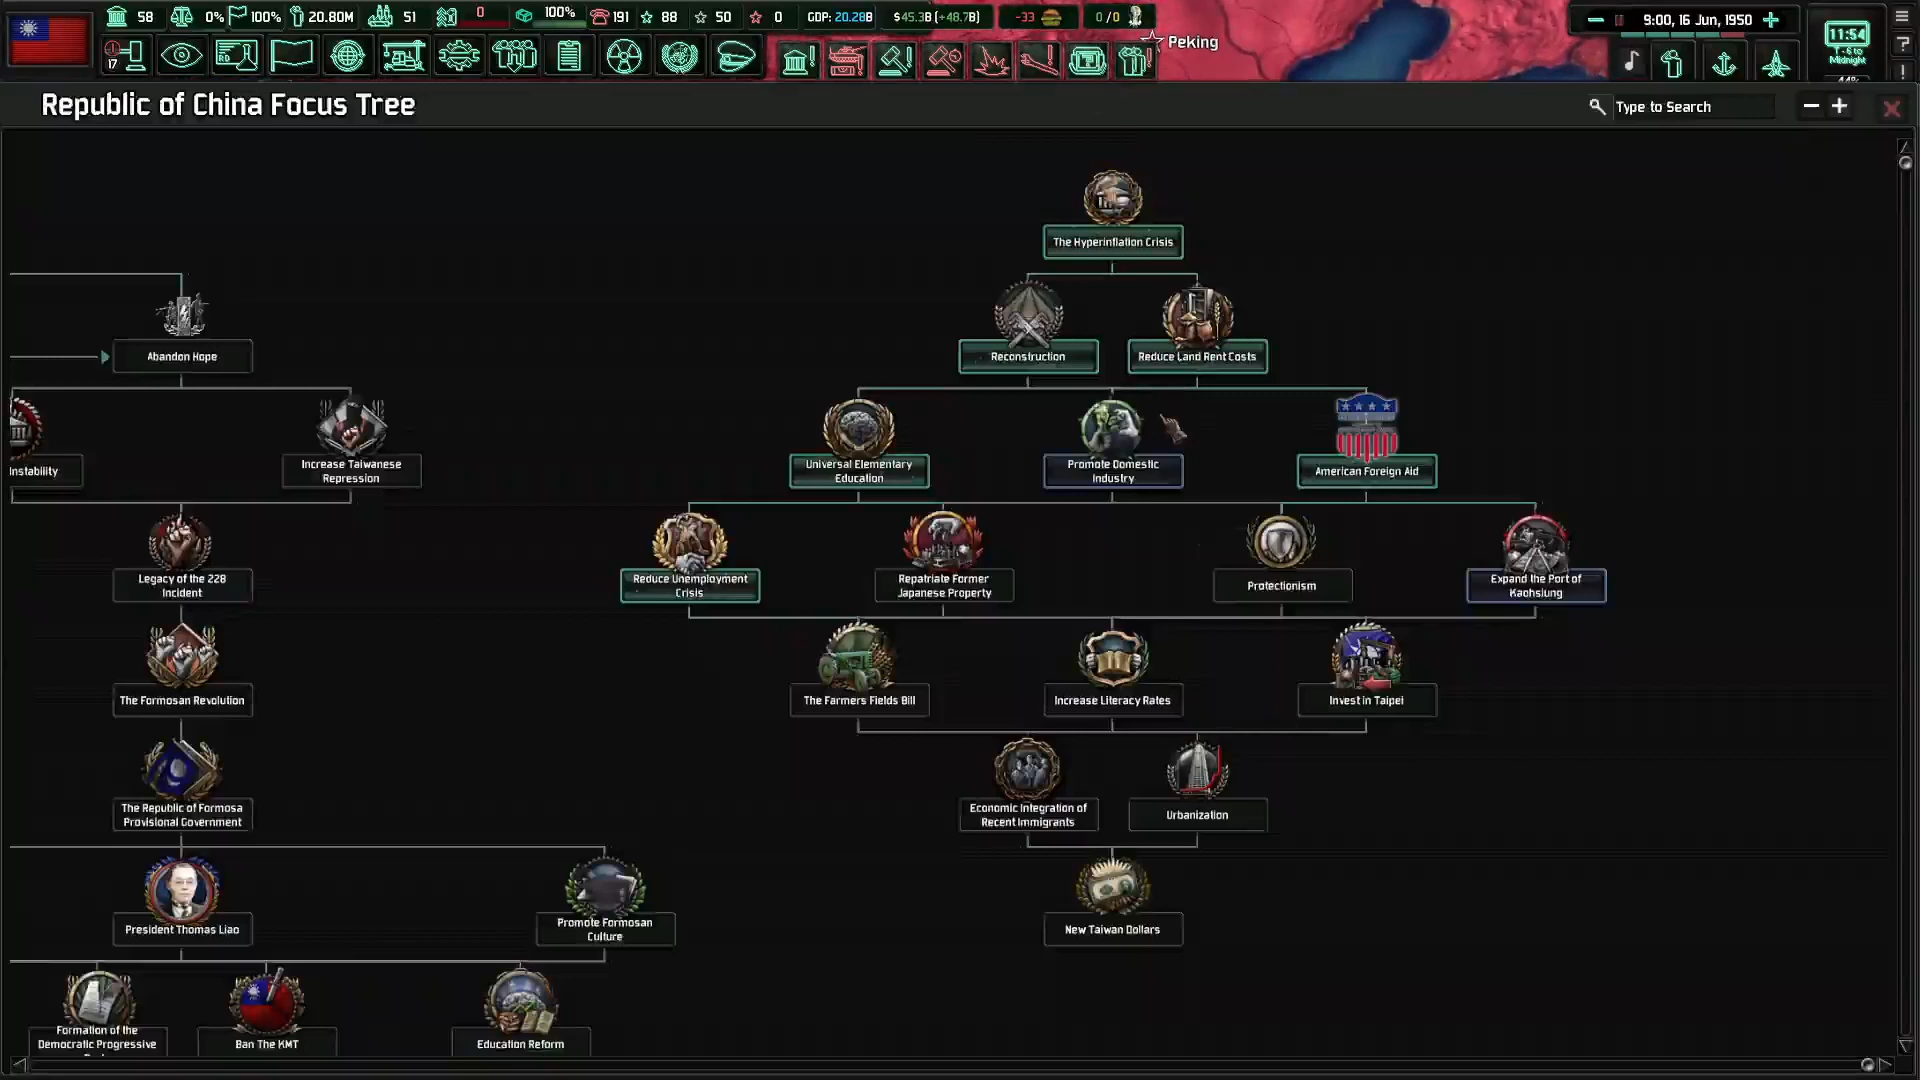 58 0% 100% 20.80M 51 0 100% 191 88 50 0 GDP: 20.28B $45.3B (+48.7B) -33 0/0
9:00, 16 Jun, 1950
11:54
Midnight
Peking
17
Republic of China Focus Tree
Type to Search
The Hyperinflation Crisis
Abandon Hope
Reconstruction
Reduce Land Rent Costs
Instability
Increase Taiwanese
Repression
Universal Elementary
Education
Promote Domestic
Industry
American Foreign Aid
Legacy of the 228
Incident
Reduce Unemployment
Crisis
Repatriate Former
Japanese Property
Protectionism
Expand the Port of
Kaohsiung
The Formosan Revolution
The Farmers Fields Bill
Increase Literacy Rates
Invest in Taipei
The Republic of Formosa
Provisional Government
Economic Integration of
Recent Immigrants
Urbanization
President Thomas Liao
Promote Formosan
Culture
New Taiwan Dollars
Formation of the
Democratic Progressive
Ban The KMT
Education Reform